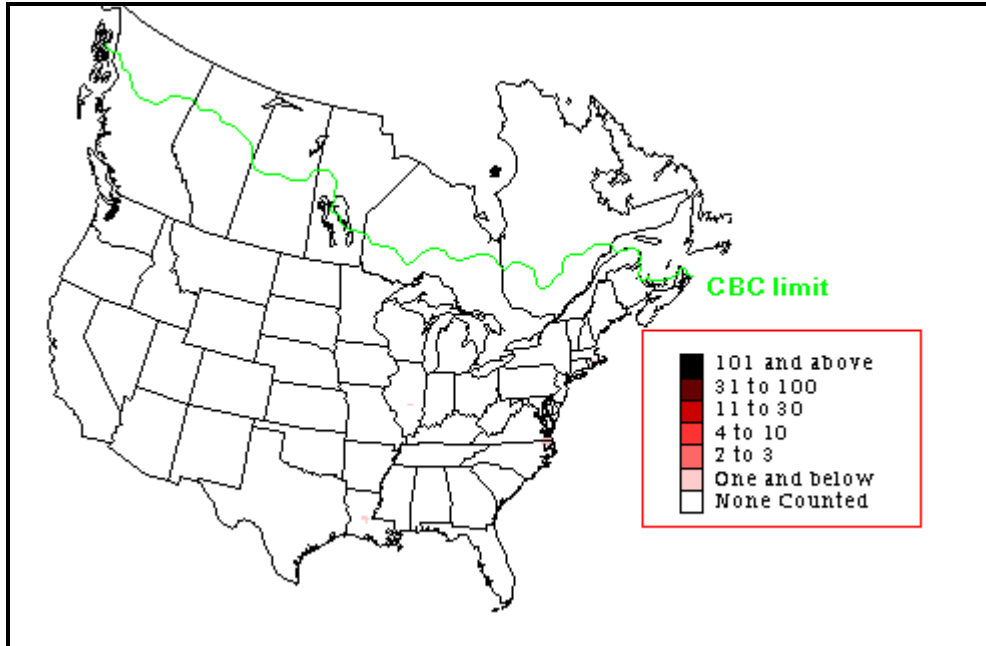 CBC limit
101 and above
31 to 100
11 to 30
4 to 10
2 to 3
One and below
None Counted